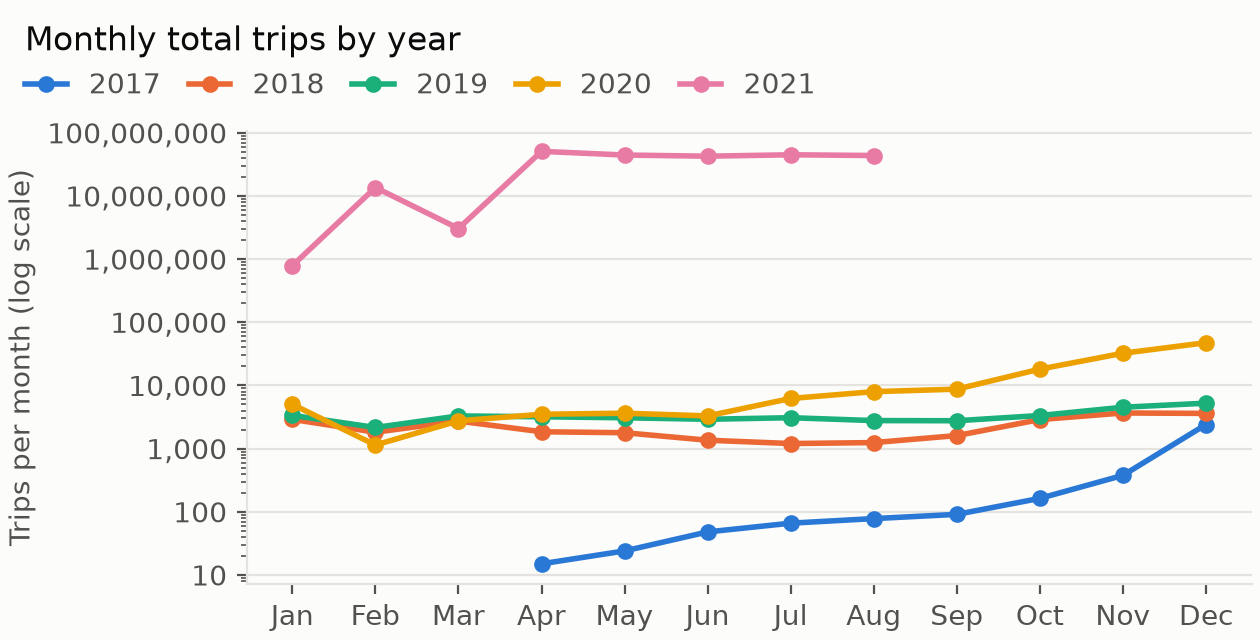 Monthly total trips by year
2017 2018 2019 2020 2021
Trips per month (log scale)
100,000,000
10,000,000
1,000,000
100,000
10,000
1,000
100
10
Jan Feb Mar Apr May Jun Jul Aug Sep Oct Nov Dec